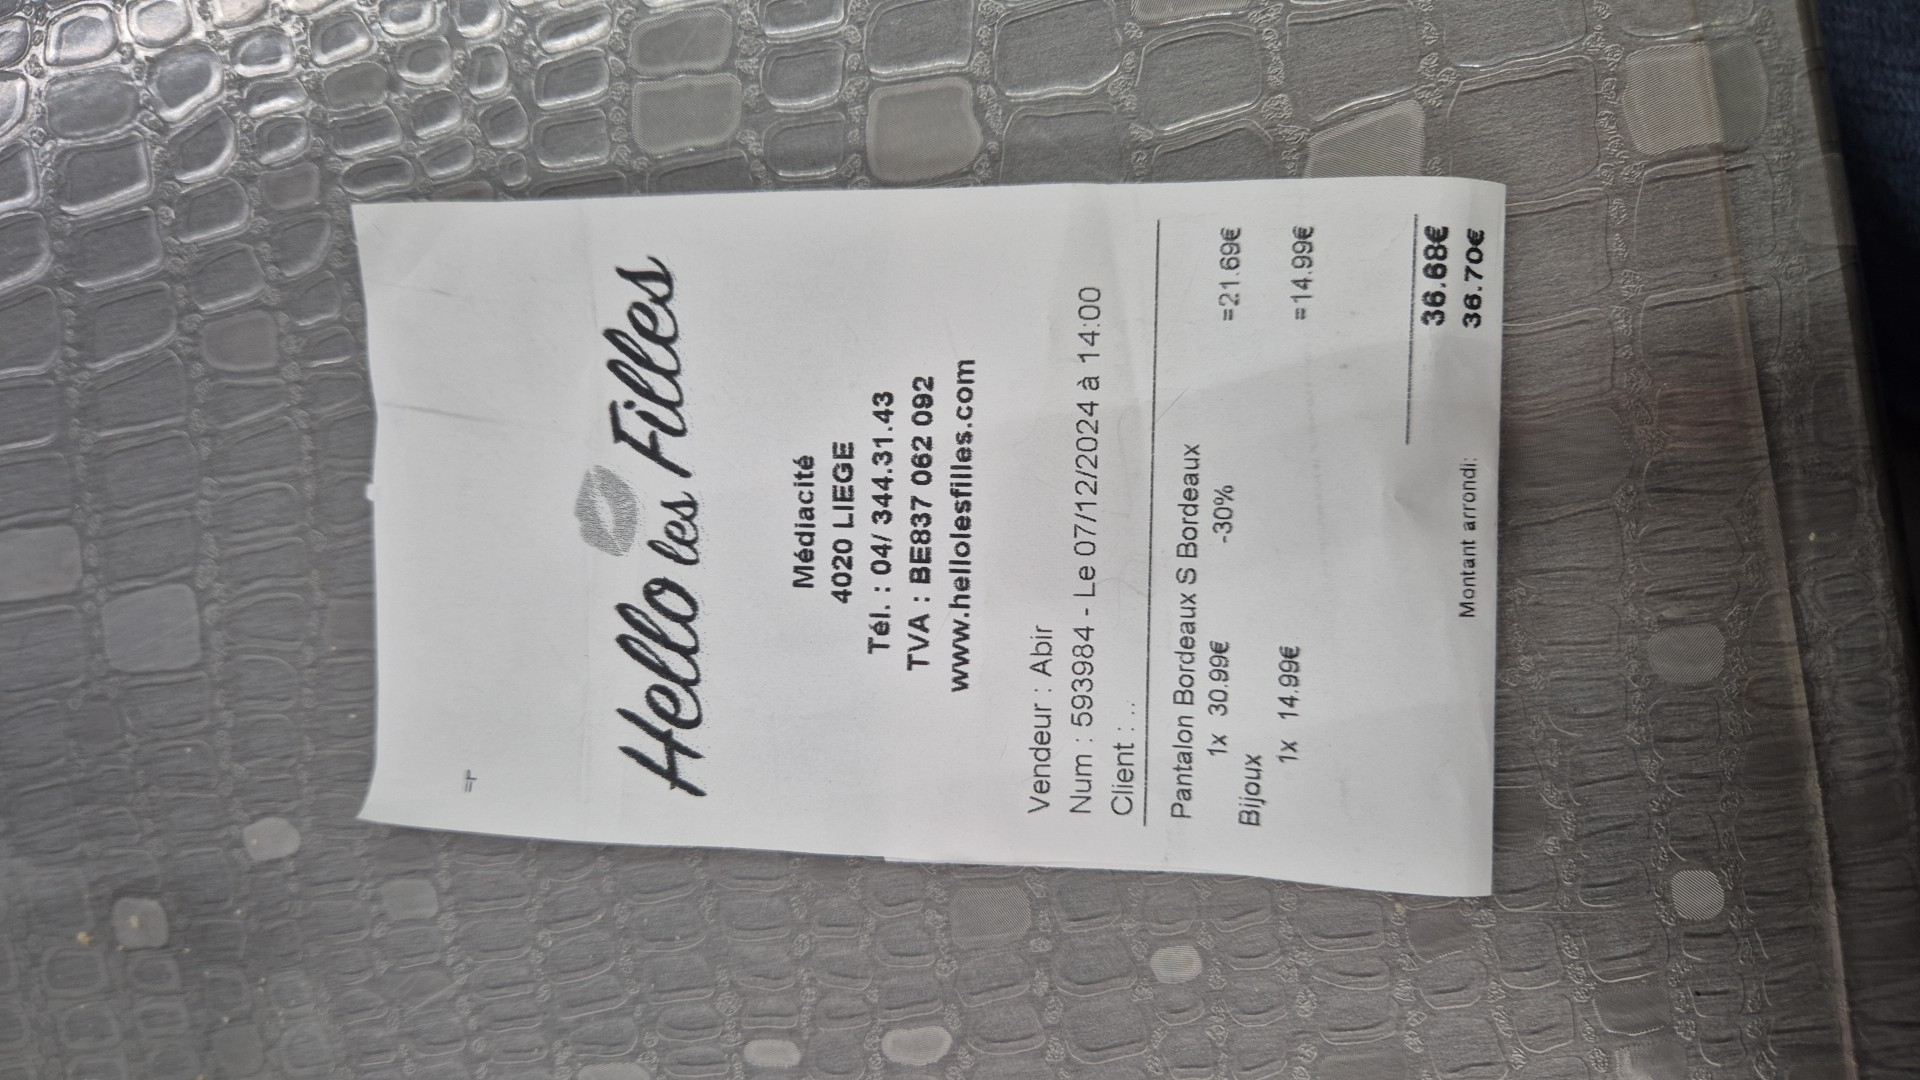 Hello les Filles
Médiacité
4020 LIEGE
Tél. : 04/ 344.31.43
TVA : BE837 062 092
www.hellolesfilles.com
Vendeur : Abir
Num : 593984 - Le 07/12/2024 à 14:00
Client : ..
Pantalon Bordeaux S Bordeaux
1x 30.99€ -30% =21.69€
Bijoux
1x 14.99€ =14.99€
36.68€
Montant arrondi: 36.70€